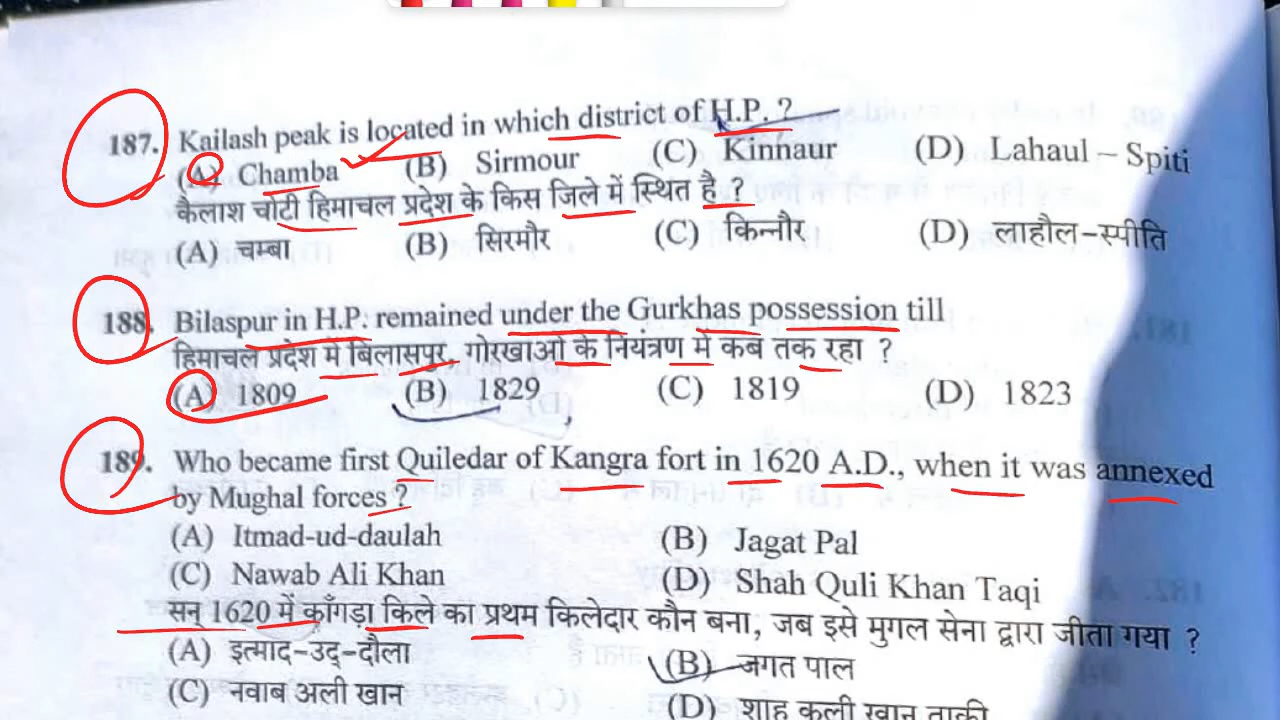 187. Kailash peak is located in which district of H.P. ?
(A) Chamba (B) Sirmour (C) Kinnaur (D) Lahaul – Spiti
कैलाश चोटी हिमाचल प्रदेश के किस जिले में स्थित है ?
(A) चम्बा (B) सिरमौर (C) किन्नौर (D) लाहौल–स्पीति
188. Bilaspur in H.P. remained under the Gurkhas possession till
हिमाचल प्रदेश में बिलासपुर, गोरखाओं के नियंत्रण में कब तक रहा ?
(A) 1809 (B) 1829 (C) 1819 (D) 1823
189. Who became first Quiledar of Kangra fort in 1620 A.D., when it was annexed
by Mughal forces ?
(A) Itmad-ud-daulah (B) Jagat Pal
(C) Nawab Ali Khan (D) Shah Quli Khan Taqi
सन् 1620 में काँगड़ा किले का प्रथम किलेदार कौन बना, जब इसे मुगल सेना द्वारा जीता गया ?
(A) इत्माद-उद्-दौला (B) जगत पाल
(C) नवाब अली खान (D) शाह कुली खान ताकी